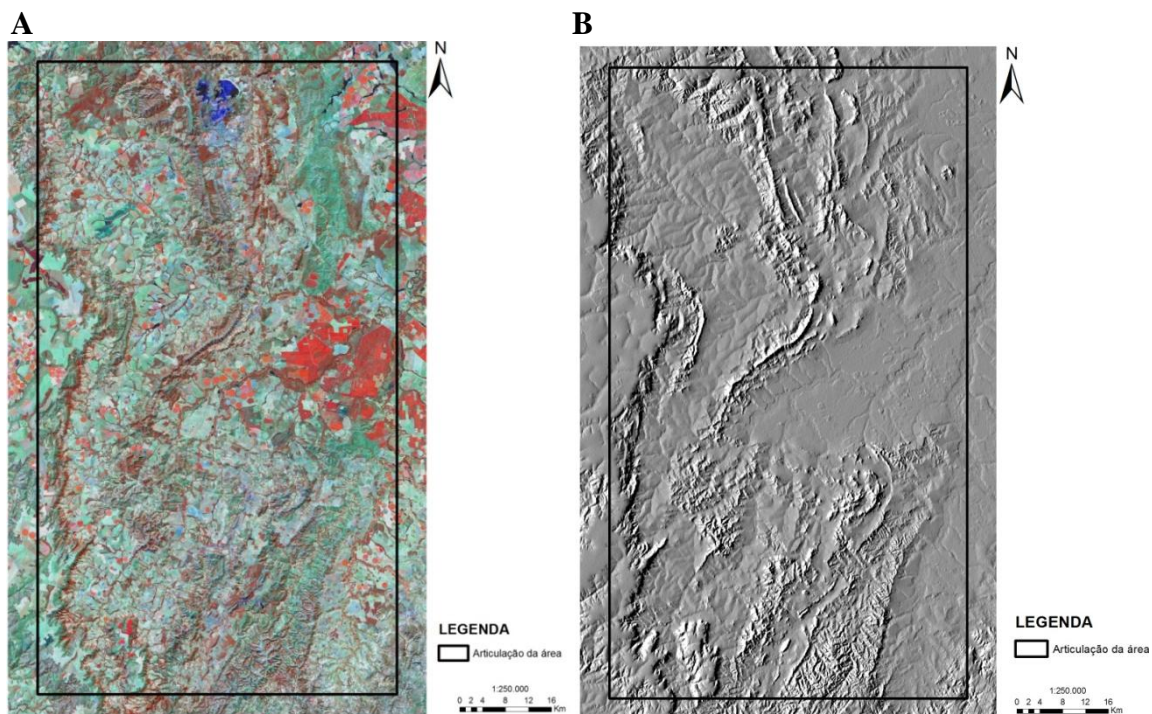 A
N
LEGENDA
Articulação da área
1:250.000
0 2 4 8 12 16
Km
B
N
LEGENDA
Articulação da área
1:250.000
0 2 4 8 12 16
Km